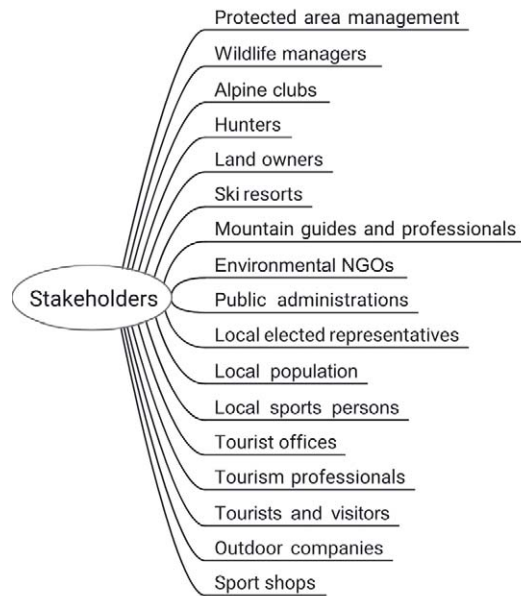 Protected area management
Wildlife managers
Alpine clubs
Hunters
Land owners
Ski resorts
Mountain guides and professionals
Environmental NGOs
Stakeholders
Public administrations
Local elected representatives
Local population
Local sports persons
Tourist offices
Tourism professionals
Tourists and visitors
Outdoor companies
Sport shops